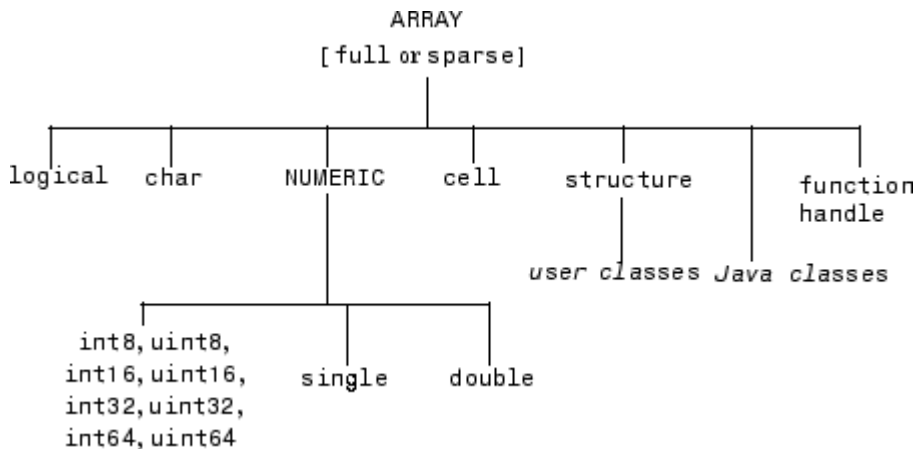 ARRAY
[full or sparse]
logical char NUMERIC cell structure function
handle
user classes Java classes
int8, uint8,
int16, uint16,
int32, uint32,
int64, uint64
single double